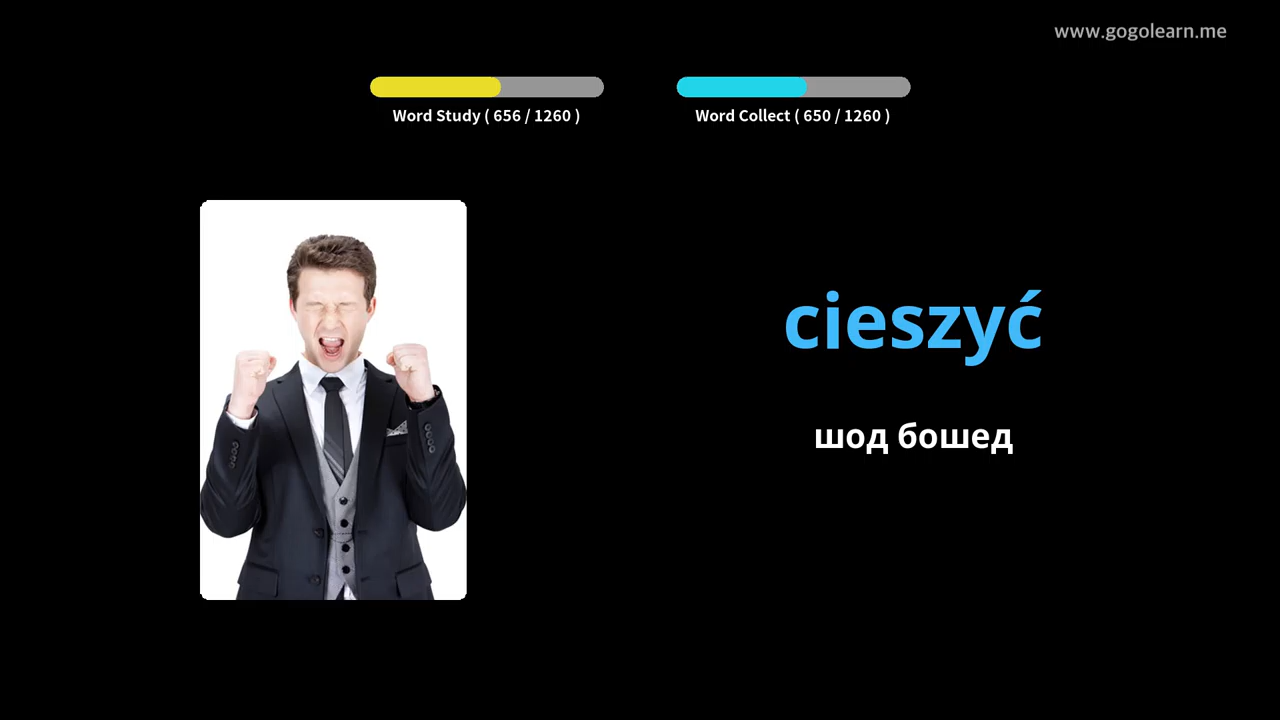 www.gogolearn.me
Word Study ( 656 / 1260 )
Word Collect ( 650 / 1260 )
cieszyć
шод бошед